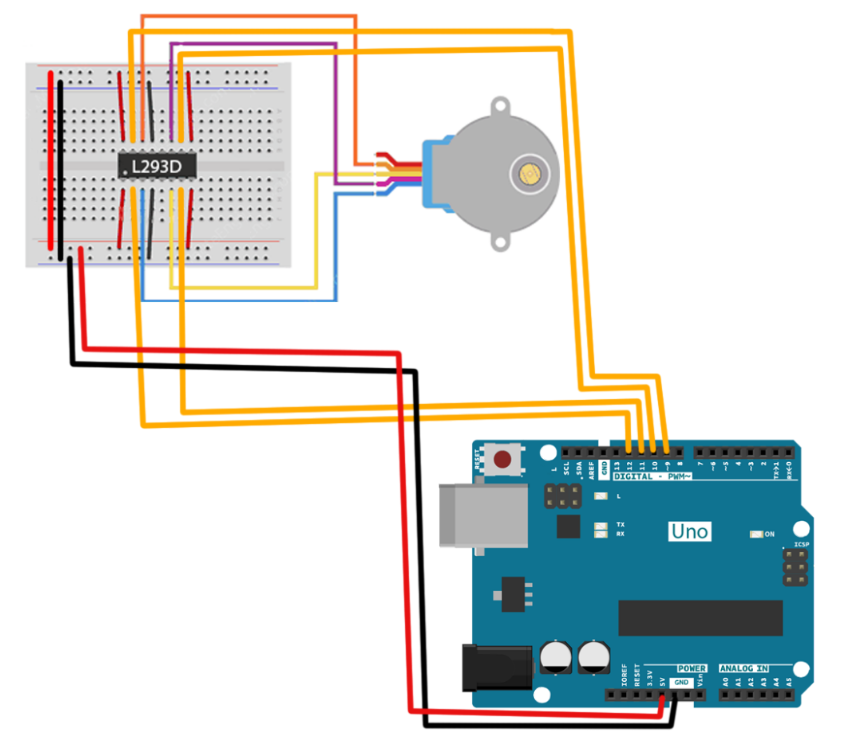 L293D
RESET
L
SCL
SDA
AREF
GND
13
12
11
10
~9
8
7
~6
~5
4
~3
2
TX→1
RX←0
DIGITAL - PWM~
L
TX
RX
Uno
ON
ICSP
IOREF
RESET
3.3V
5V
GND
Vin
POWER
ANALOG IN
A0
A1
A2
A3
A4
A5